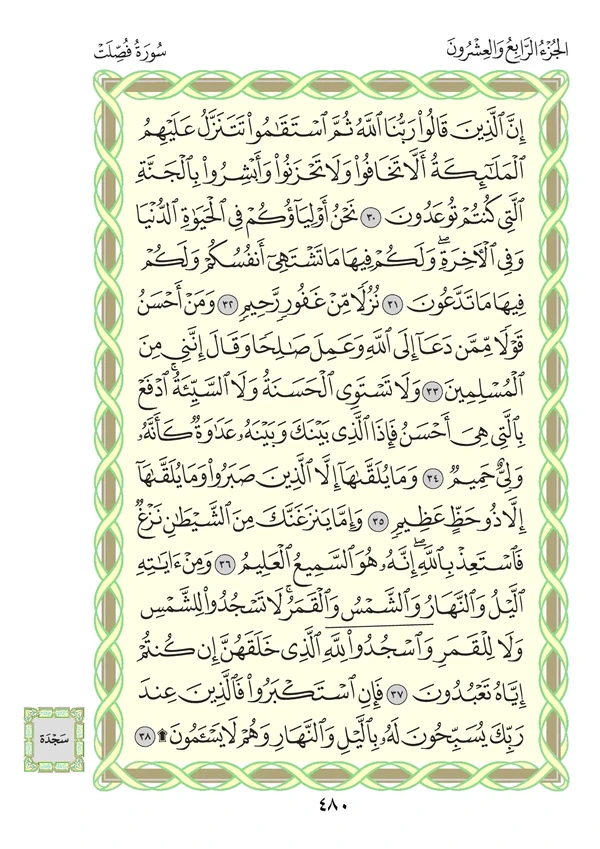 الجُزْءُ الرَّابِعُ وَالعِشْرُونَ
سُورَةُ فُصِّلَتْ
إِنَّ ٱلَّذِينَ قَالُوا۟ رَبُّنَا ٱللَّهُ ثُمَّ ٱسْتَقَـٰمُوا۟ تَتَنَزَّلُ عَلَيْهِمُ
ٱلْمَلَـٰٓئِكَةُ أَلَّا تَخَافُوا۟ وَلَا تَحْزَنُوا۟ وَأَبْشِرُوا۟ بِٱلْجَنَّةِ
ٱلَّتِى كُنتُمْ تُوعَدُونَ ٣٠ نَحْنُ أَوْلِيَآؤُكُمْ فِى ٱلْحَيَوٰةِ ٱلدُّنْيَا
وَفِى ٱلْـَٔاخِرَةِ ۖ وَلَكُمْ فِيهَا مَا تَشْتَهِىٓ أَنفُسُكُمْ وَلَكُمْ
فِيهَا مَا تَدَّعُونَ ٣١ نُزُلًا مِّنْ غَفُورٍ رَّحِيمٍ ٣٢ وَمَنْ أَحْسَنُ
قَوْلًا مِّمَّن دَعَآ إِلَى ٱللَّهِ وَعَمِلَ صَـٰلِحًا وَقَالَ إِنَّنِى مِنَ
ٱلْمُسْلِمِينَ ٣٣ وَلَا تَسْتَوِى ٱلْحَسَنَةُ وَلَا ٱلسَّيِّئَةُ ۚ ٱدْفَعْ
بِٱلَّتِى هِىَ أَحْسَنُ فَإِذَا ٱلَّذِى بَيْنَكَ وَبَيْنَهُۥ عَدَٰوَةٌ كَأَنَّهُۥ
وَلِىٌّ حَمِيمٌ ٣٤ وَمَا يُلَقَّىٰهَآ إِلَّا ٱلَّذِينَ صَبَرُوا۟ وَمَا يُلَقَّىٰهَآ
إِلَّا ذُو حَظٍّ عَظِيمٍ ٣٥ وَإِمَّا يَنزَغَنَّكَ مِنَ ٱلشَّيْطَـٰنِ نَزْغٌ
فَٱسْتَعِذْ بِٱللَّهِ ۖ إِنَّهُۥ هُوَ ٱلسَّمِيعُ ٱلْعَلِيمُ ٣٦ وَمِنْ ءَايَـٰتِهِ
ٱلَّيْلُ وَٱلنَّهَارُ وَٱلشَّمْسُ وَٱلْقَمَرُ ۚ لَا تَسْجُدُوا۟ لِلشَّمْسِ
وَلَا لِلْقَمَرِ وَٱسْجُدُوا۟ لِلَّهِ ٱلَّذِى خَلَقَهُنَّ إِن كُنتُمْ
إِيَّاهُ تَعْبُدُونَ ٣٧ فَإِنِ ٱسْتَكْبَرُوا۟ فَٱلَّذِينَ عِندَ
رَبِّكَ يُسَبِّحُونَ لَهُۥ بِٱلَّيْلِ وَٱلنَّهَارِ وَهُمْ لَا يَسْـَٔمُونَ ۩ ٣٨
سَجْدَة
٤٨٠